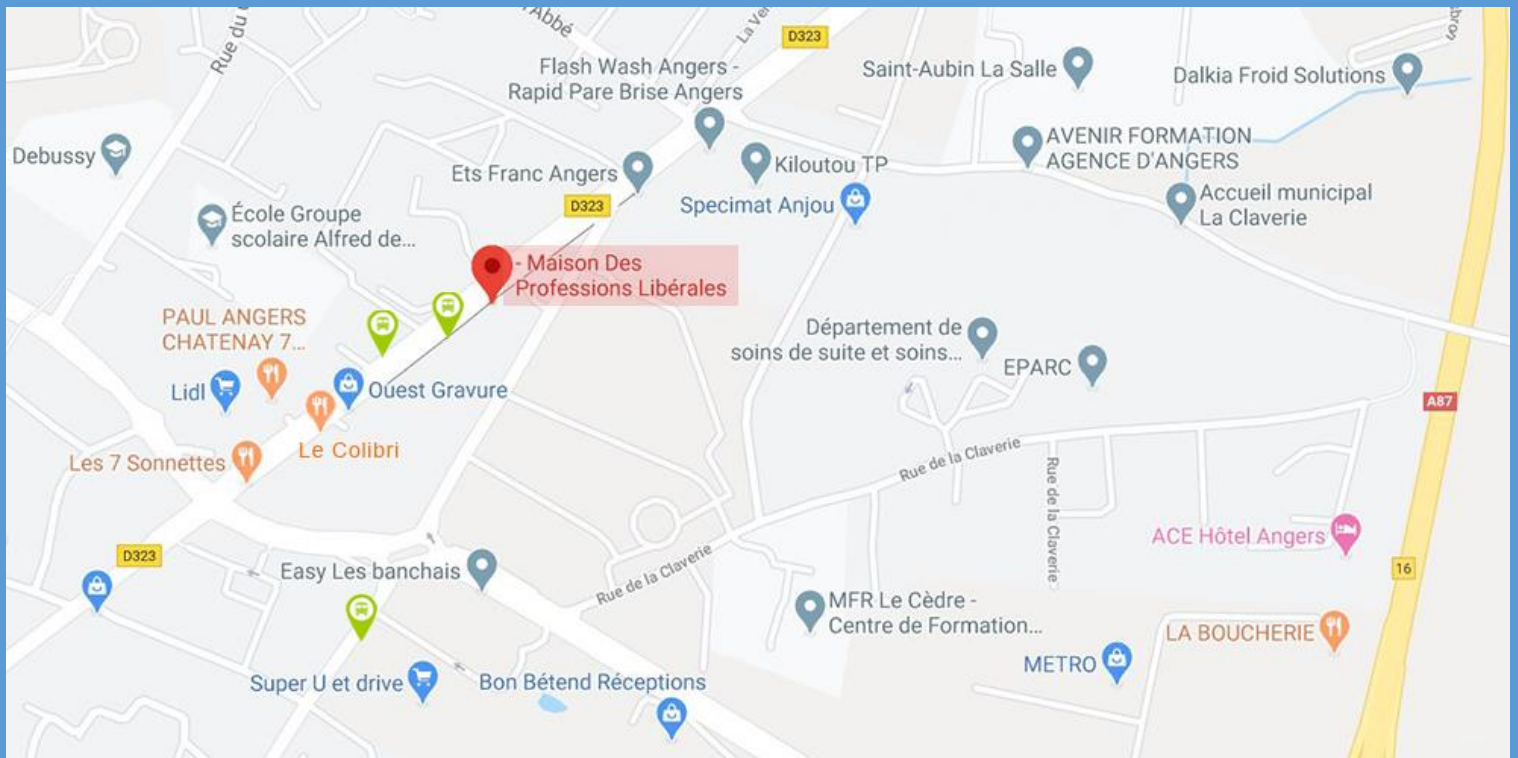 Rue du
Abbé
La Ve
D323
Flash Wash Angers -
Rapid Pare Brise Angers
Saint-Aubin La Salle
Dalkia Froid Solutions
Debussy
Ets Franc Angers
Kiloutou TP
AVENIR FORMATION
AGENCE D'ANGERS
D323
Specimat Anjou
Accueil municipal
La Claverie
École Groupe
scolaire Alfred de...
- Maison Des
Professions Libérales
PAUL ANGERS
CHATENAY 7...
Département de
soins de suite et soins...
EPARC
Lidl
Ouest Gravure
A87
Le Colibri
Les 7 Sonnettes
Rue de la Claverie
Rue de la Claverie
ACE Hôtel Angers
D323
Easy Les banchais
Rue de la Claverie
16
MFR Le Cèdre -
Centre de Formation...
LA BOUCHERIE
METRO
Super U et drive
Bon Bétend Réceptions